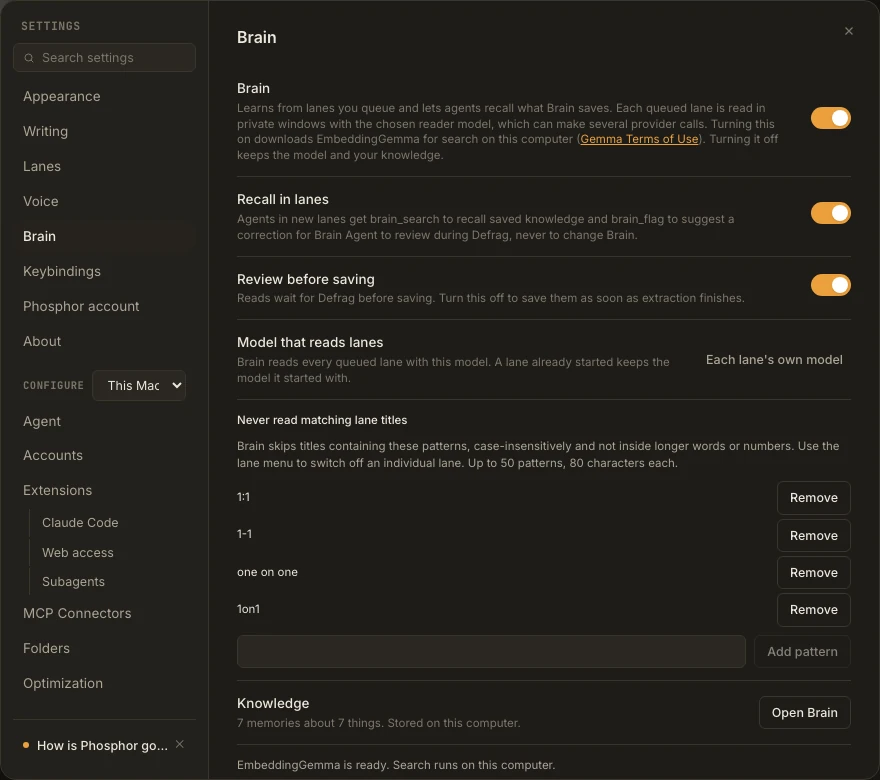 SETTINGS
Search settings
Appearance
Writing
Lanes
Voice
Brain
Keybindings
Phosphor account
About
CONFIGURE
This Mac
Agent
Accounts
Extensions
Claude Code
Web access
Subagents
MCP Connectors
Folders
Optimization
How is Phosphor go...
Brain
Brain
Learns from lanes you queue and lets agents recall what Brain saves. Each queued lane is read in
private windows with the chosen reader model, which can make several provider calls. Turning this
on downloads EmbeddingGemma for search on this computer (Gemma Terms of Use). Turning it off
keeps the model and your knowledge.
Recall in lanes
Agents in new lanes get brain_search to recall saved knowledge and brain_flag to suggest a
correction for Brain Agent to review during Defrag, never to change Brain.
Review before saving
Reads wait for Defrag before saving. Turn this off to save them as soon as extraction finishes.
Model that reads lanes
Brain reads every queued lane with this model. A lane already started keeps the
model it started with.
Each lane's own model
Never read matching lane titles
Brain skips titles containing these patterns, case-insensitively and not inside longer words or numbers. Use the
lane menu to switch off an individual lane. Up to 50 patterns, 80 characters each.
1:1
Remove
1-1
Remove
one on one
Remove
1on1
Remove
Add pattern
Knowledge
7 memories about 7 things. Stored on this computer.
Open Brain
EmbeddingGemma is ready. Search runs on this computer.